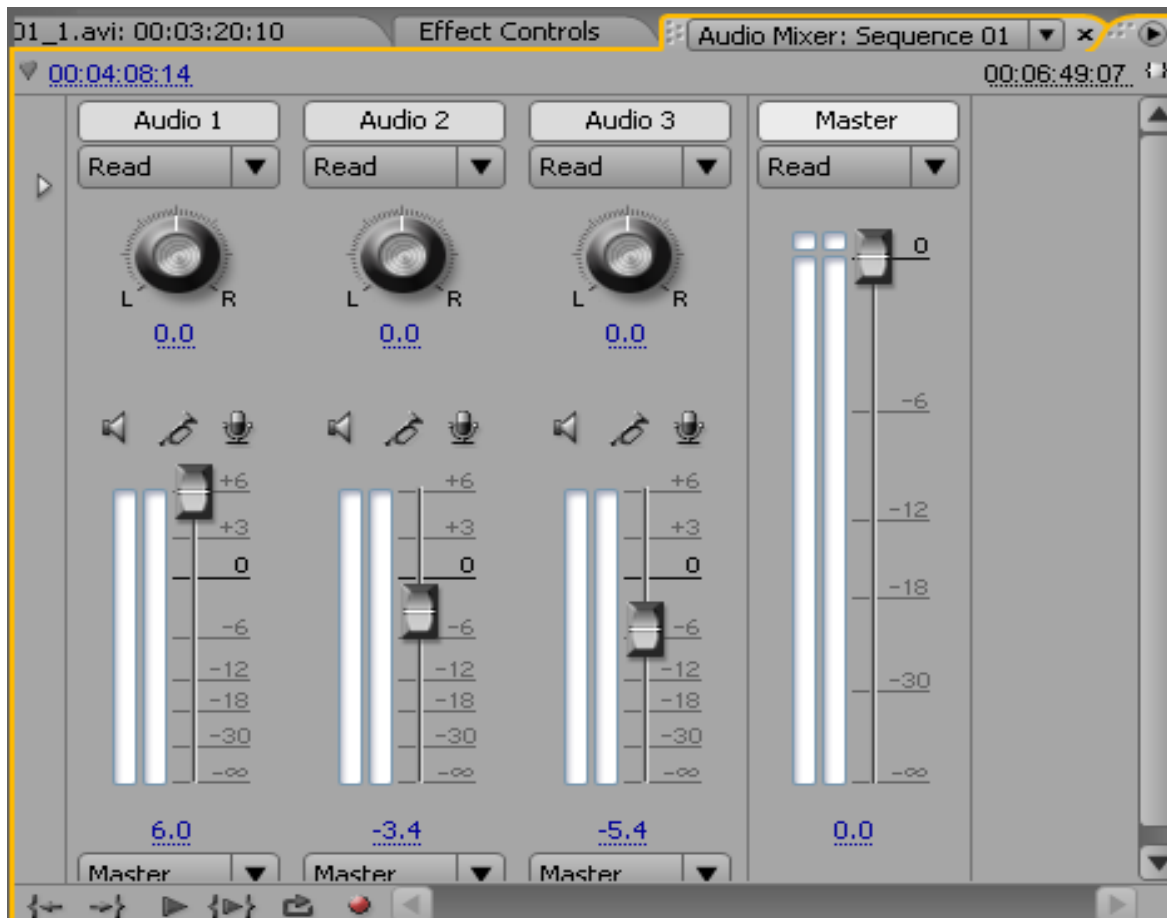 01_1.avi: 00:03:20:10 Effect Controls Audio Mixer: Sequence 01
00:04:08:14 00:06:49:07
Audio 1 Audio 2 Audio 3 Master
Read Read Read Read
L R L R L R
0.0 0.0 0.0
0
-6
-12
-18
-30
-∞
+6 +6 +6
+3 +3 +3
0 0 0
-6 -6 -6
-12 -12 -12
-18 -18 -18
-30 -30 -30
-∞ -∞ -∞
6.0 -3.4 -5.4 0.0
Master Master Master